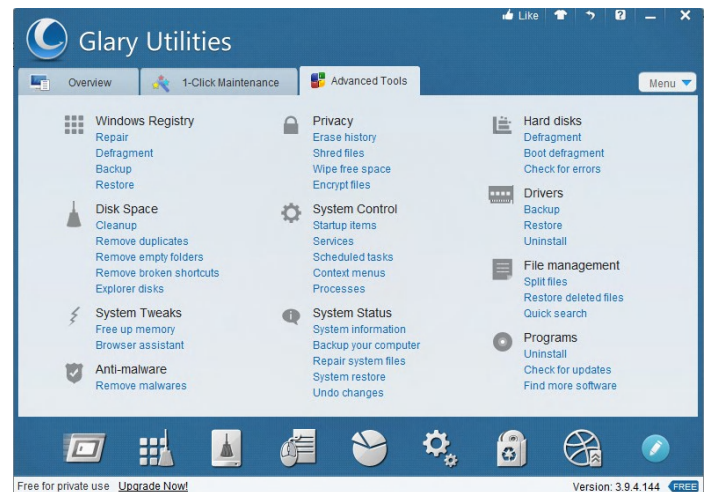 Like
Glary Utilities
Overview
1-Click Maintenance
Advanced Tools
Menu
Windows Registry
Repair
Defragment
Backup
Restore
Disk Space
Cleanup
Remove duplicates
Remove empty folders
Remove broken shortcuts
Explorer disks
System Tweaks
Free up memory
Browser assistant
Anti-malware
Remove malwares
Privacy
Erase history
Shred files
Wipe free space
Encrypt files
System Control
Startup items
Services
Scheduled tasks
Context menus
Processes
System Status
System information
Backup your computer
Repair system files
System restore
Undo changes
Hard disks
Defragment
Boot defragment
Check for errors
Drivers
Backup
Restore
Uninstall
File management
Split files
Restore deleted files
Quick search
Programs
Uninstall
Check for updates
Find more software
Free for private use Upgrade Now!
Version: 3.9.4.144 FREE